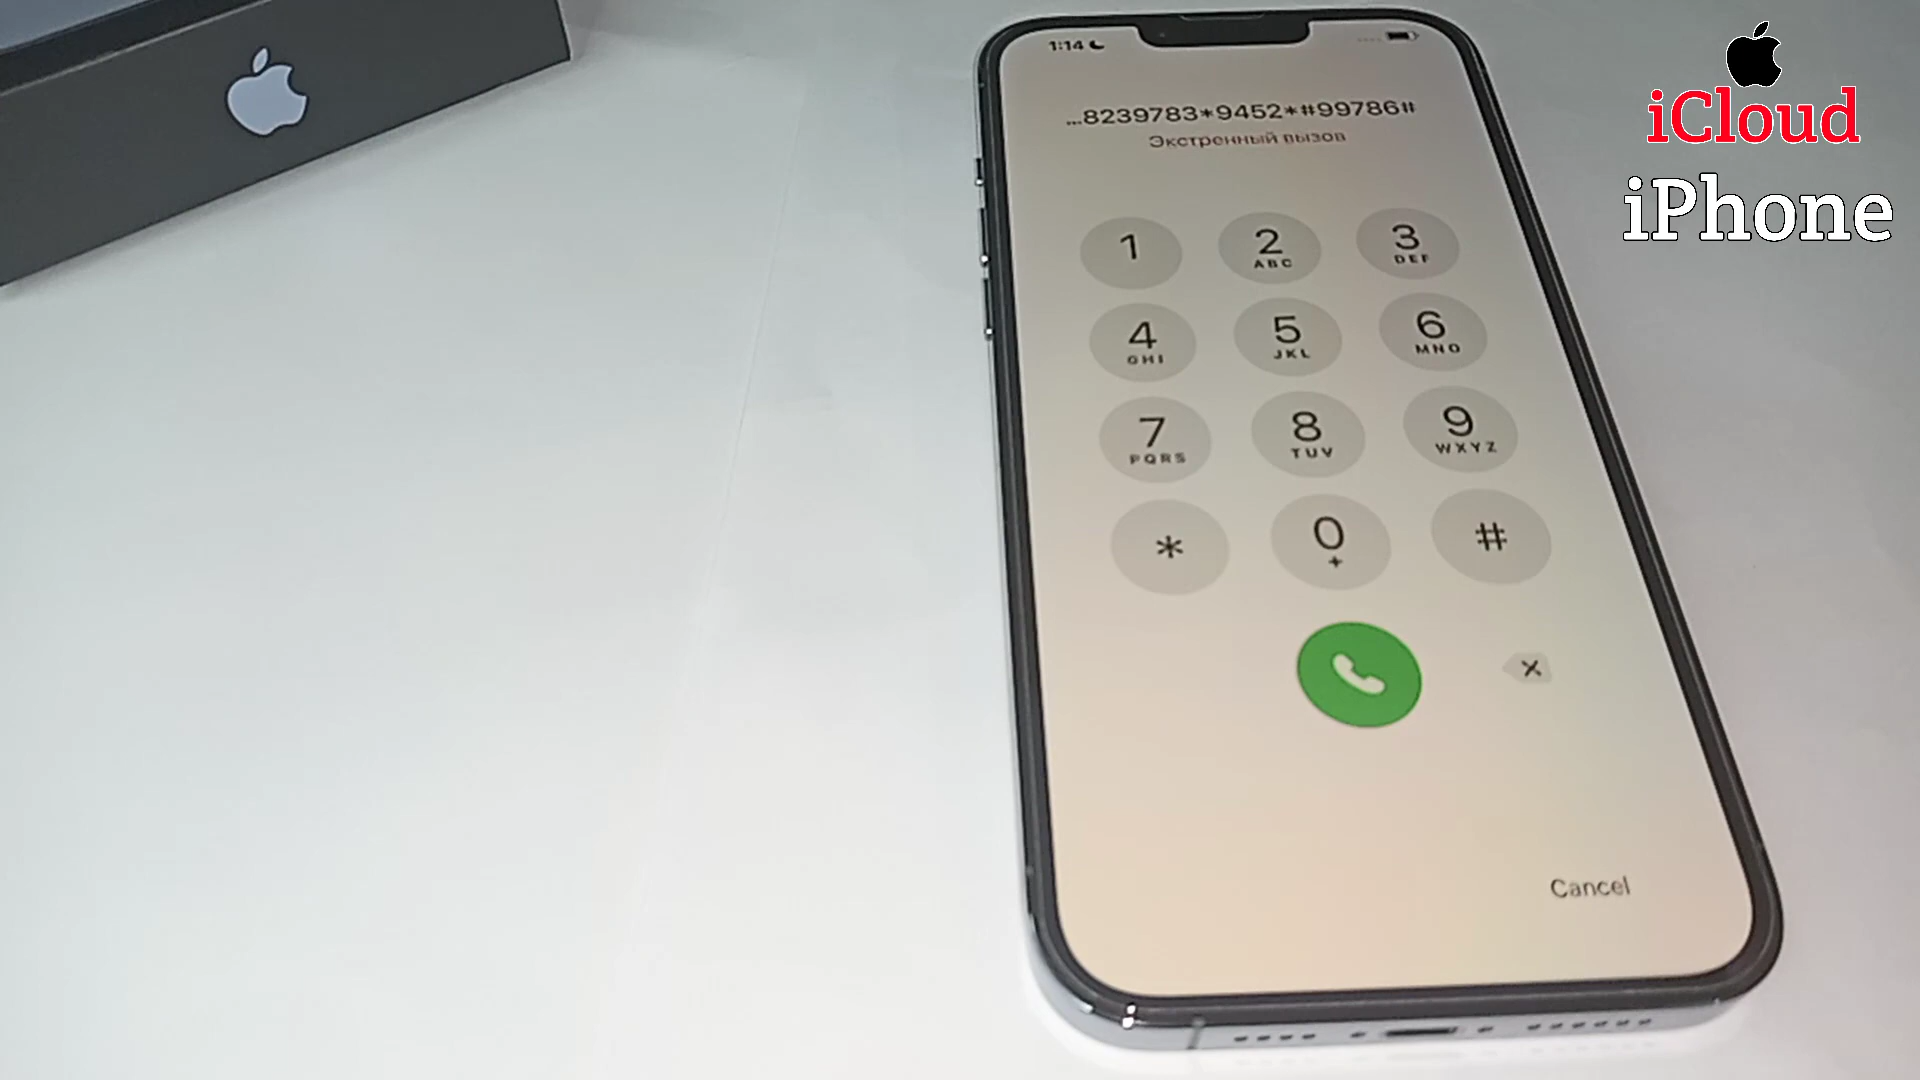 1:14
...8239783*9452*#99786#
Экстренный вызов
1
2
ABC
3
DEF
4
GHI
5
JKL
6
MNO
7
PQRS
8
TUV
9
WXYZ
*
0
+
#
Cancel
iCloud
iPhone